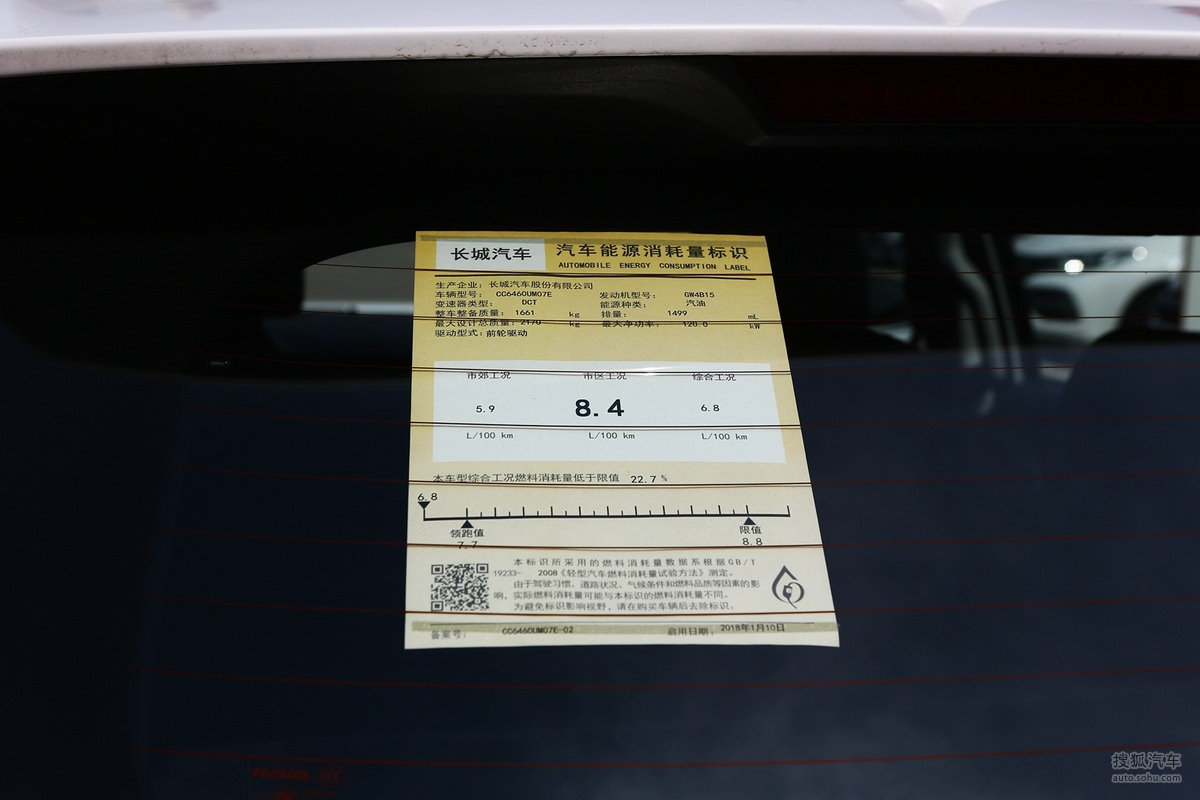 长城汽车 汽车能源消耗量标识
AUTOMOBILE ENERGY CONSUMPTION LABEL
生产企业: 长城汽车股份有限公司
车辆型号: CC6460UM07E 发动机型号: GW4B15
变速器类型: DCT 能源种类: 汽油
整车整备质量: 1661 kg 排量: 1499 mL
最大设计总质量: 2170 kg 最大净功率: 120.0 kW
驱动型式: 前轮驱动
市郊工况 市区工况 综合工况
5.9 8.4 6.8
L/100 km L/100 km L/100 km
本车型综合工况燃料消耗量低于限值 22.7 %
6.8
领跑值 限值
7.7 8.8
本标识所采用的燃料消耗量数据系根据GB/T
19233- 2008《轻型汽车燃料消耗量试验方法》测定。
由于驾驶习惯、道路状况、气候条件和燃料品质等因素的影
响,实际燃料消耗量可能与本标识的燃料消耗量不同。
为避免标识影响视野,请在购买车辆后去除标识。
备案号: CC6460UM07E-02 启用日期: 2018年1月10日
HAVAL
搜狐汽车
auto.sohu.com